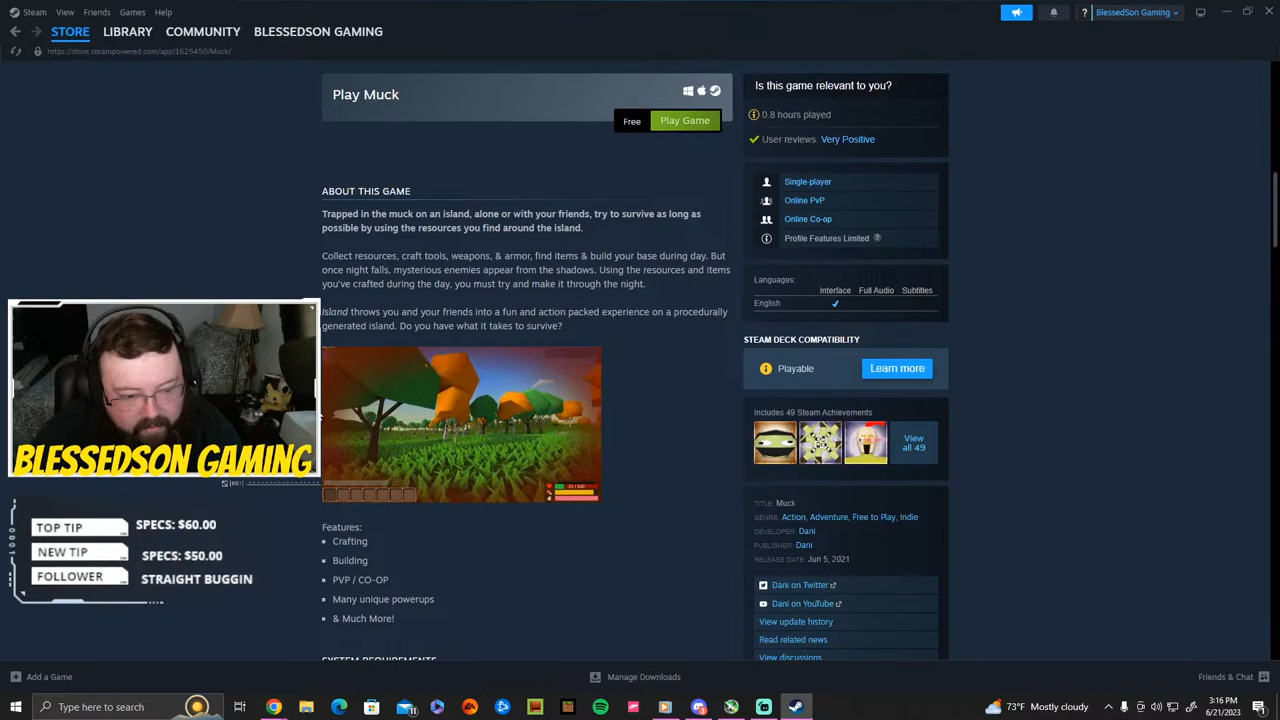 Steam View Friends Games Help
? BlessedSon Gaming
STORE LIBRARY COMMUNITY BLESSEDSON GAMING
https://store.steampowered.com/app/1625450/Muck/
Play Muck
Free Play Game
ABOUT THIS GAME
Trapped in the muck on an island, alone or with your friends, try to survive as long as
possible by using the resources you find around the island.
Collect resources, craft tools, weapons, & armor, find items & build your base during day. But
once night falls, mysterious enemies appear from the shadows. Using the resources and items
you've crafted during the day, you must try and make it through the night.
Island throws you and your friends into a fun and action packed experience on a procedurally
generated island. Do you have what it takes to survive?
Features:
Crafting
Building
PVP / CO-OP
Many unique powerups
& Much More!
SYSTEM REQUIREMENTS
Is this game relevant to you?
0.8 hours played
User reviews: Very Positive
Single-player
Online PvP
Online Co-op
Profile Features Limited ?
Languages:
Interface Full Audio Subtitles
English ✔
STEAM DECK COMPATIBILITY
Playable Learn more
Includes 49 Steam Achievements
View
all 49
TITLE: Muck
GENRE: Action, Adventure, Free to Play, Indie
DEVELOPER: Dani
PUBLISHER: Dani
RELEASE DATE: Jun 5, 2021
Dani on Twitter
Dani on YouTube
View update history
Read related news
View discussions
BLESSEDSON GAMING
TOP TIP SPECS: $60.00
NEW TIP SPECS: $50.00
FOLLOWER STRAIGHT BUGGIN
Add a Game
Manage Downloads
Friends & Chat
Type here to search
73°F Mostly cloudy
3:16 PM
6/21/2023